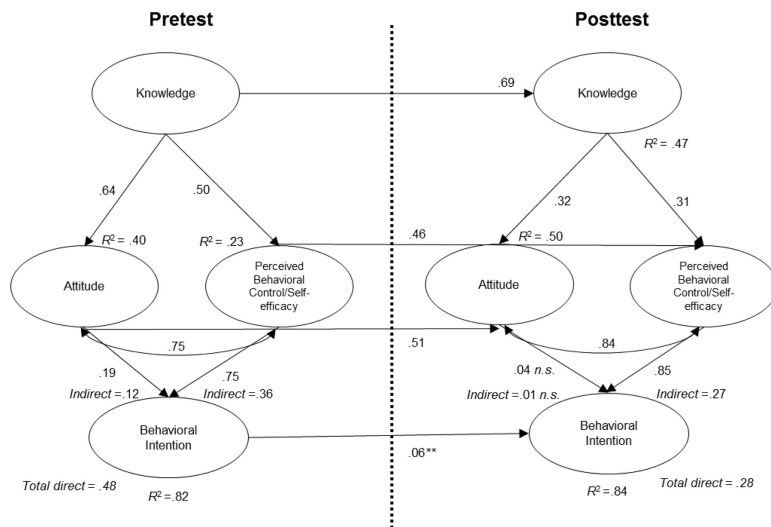 Pretest
Posttest
Knowledge
.69
Knowledge
R² = .47
.64
.50
.32
.31
R² = .40
R² = .23
.46
R² = .50
Attitude
Perceived
Behavioral
Control/Self-
efficacy
Attitude
Perceived
Behavioral
Control/Self-
efficacy
.75
.51
.84
.19
.75
.04 n.s.
.85
Indirect =.12
Indirect =.36
Indirect =.01 n.s.
Indirect =.27
Behavioral
Intention
.06**
Behavioral
Intention
Total direct = .48
R² =.82
R² =.84
Total direct = .28